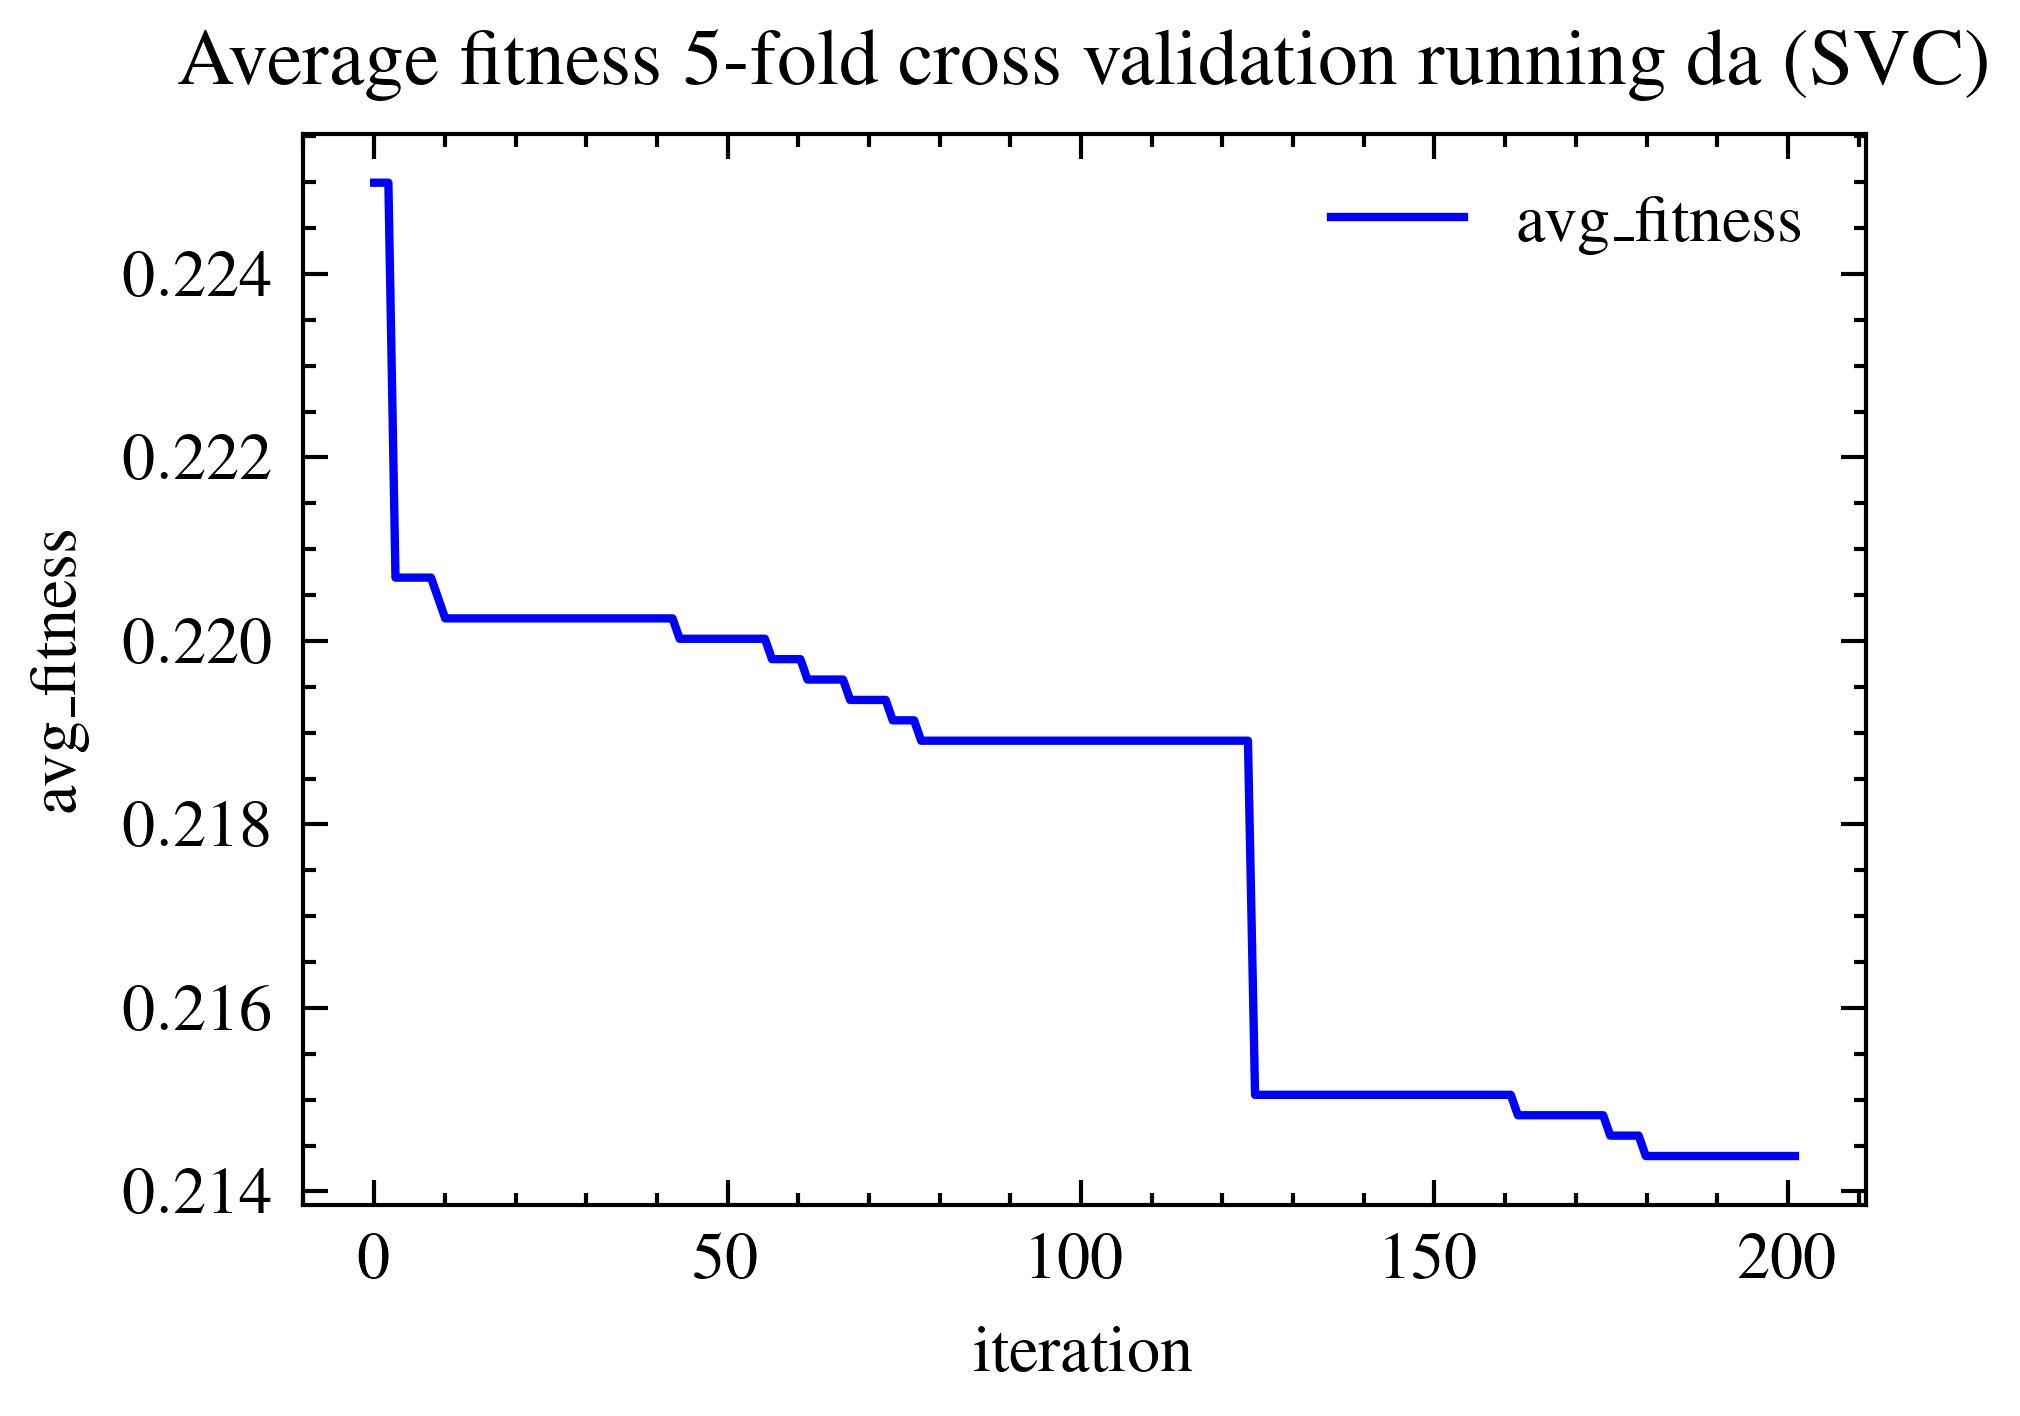 Average fitness 5-fold cross validation running da (SVC)
avg_fitness
0.224
0.222
0.220
0.218
0.216
0.214
avg_fitness
0 50 100 150 200
iteration